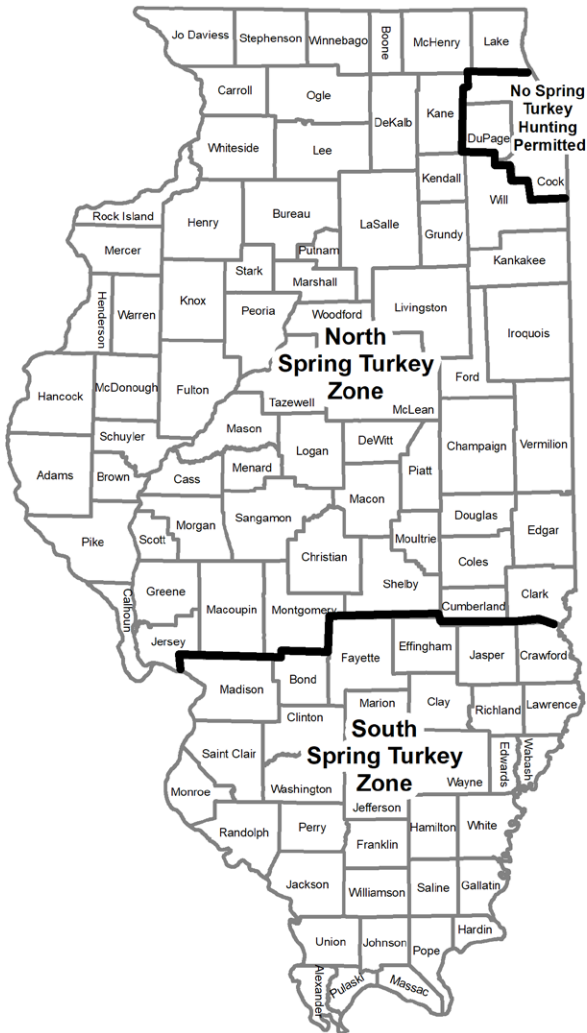 Jo Daviess
Stephenson
Winnebago
Boone
McHenry
Lake
Carroll
Ogle
DeKalb
Kane
No Spring
Turkey
Hunting
Permitted
DuPage
Cook
Whiteside
Lee
Kendall
Will
Rock Island
Henry
Bureau
LaSalle
Grundy
Putnam
Mercer
Stark
Marshall
Kankakee
Henderson
Warren
Knox
Peoria
Woodford
Livingston
Iroquois
North
Spring Turkey
Zone
Hancock
McDonough
Fulton
Tazewell
McLean
Ford
Schuyler
Mason
Logan
DeWitt
Champaign
Vermilion
Adams
Brown
Cass
Menard
Piatt
Macon
Pike
Scott
Morgan
Sangamon
Christian
Moultrie
Douglas
Edgar
Coles
Shelby
Calhoun
Greene
Macoupin
Montgomery
Cumberland
Clark
Jersey
Madison
Bond
Fayette
Effingham
Jasper
Crawford
Clinton
Marion
Clay
Richland
Lawrence
South
Spring Turkey
Zone
Saint Clair
Washington
Wayne
Edwards
Wabash
Monroe
Jefferson
Randolph
Perry
Hamilton
White
Franklin
Jackson
Williamson
Saline
Gallatin
Union
Johnson
Pope
Hardin
Alexander
Pulaski
Massac